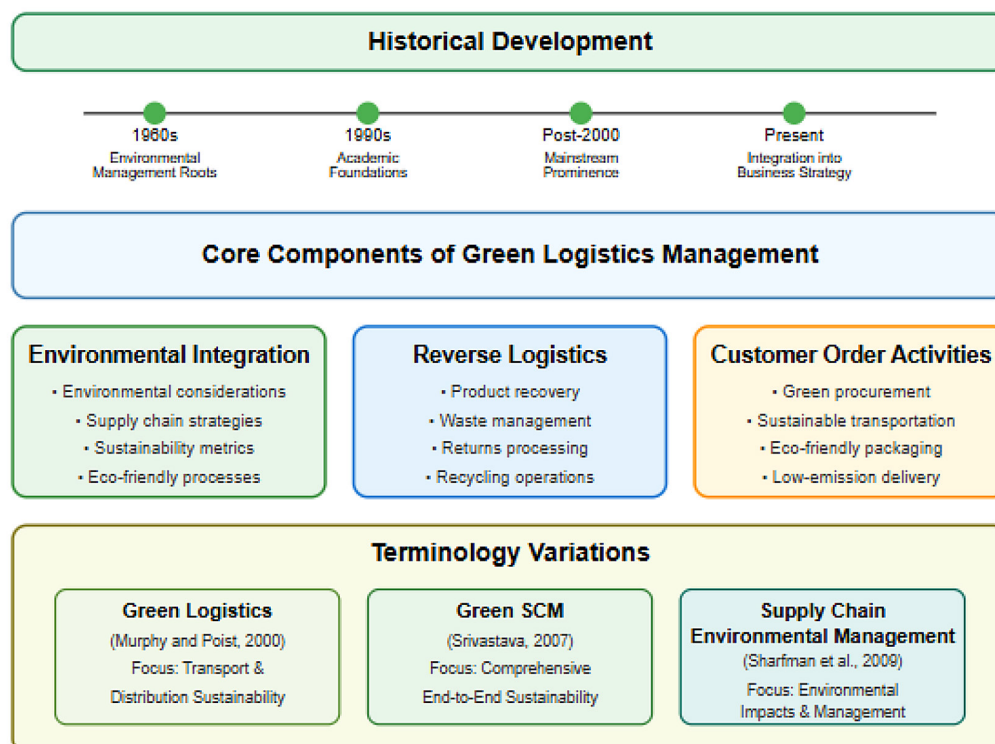 Historical Development
1960s
Environmental
Management Roots
1990s
Academic
Foundations
Post-2000
Mainstream
Prominence
Present
Integration into
Business Strategy
Core Components of Green Logistics Management
Environmental Integration
• Environmental considerations
• Supply chain strategies
• Sustainability metrics
• Eco-friendly processes
Reverse Logistics
• Product recovery
• Waste management
• Returns processing
• Recycling operations
Customer Order Activities
• Green procurement
• Sustainable transportation
• Eco-friendly packaging
• Low-emission delivery
Terminology Variations
Green Logistics
(Murphy and Poist, 2000)
Focus: Transport &
Distribution Sustainability
Green SCM
(Srivastava, 2007)
Focus: Comprehensive
End-to-End Sustainability
Supply Chain
Environmental Management
(Sharfman et al., 2009)
Focus: Environmental
Impacts & Management